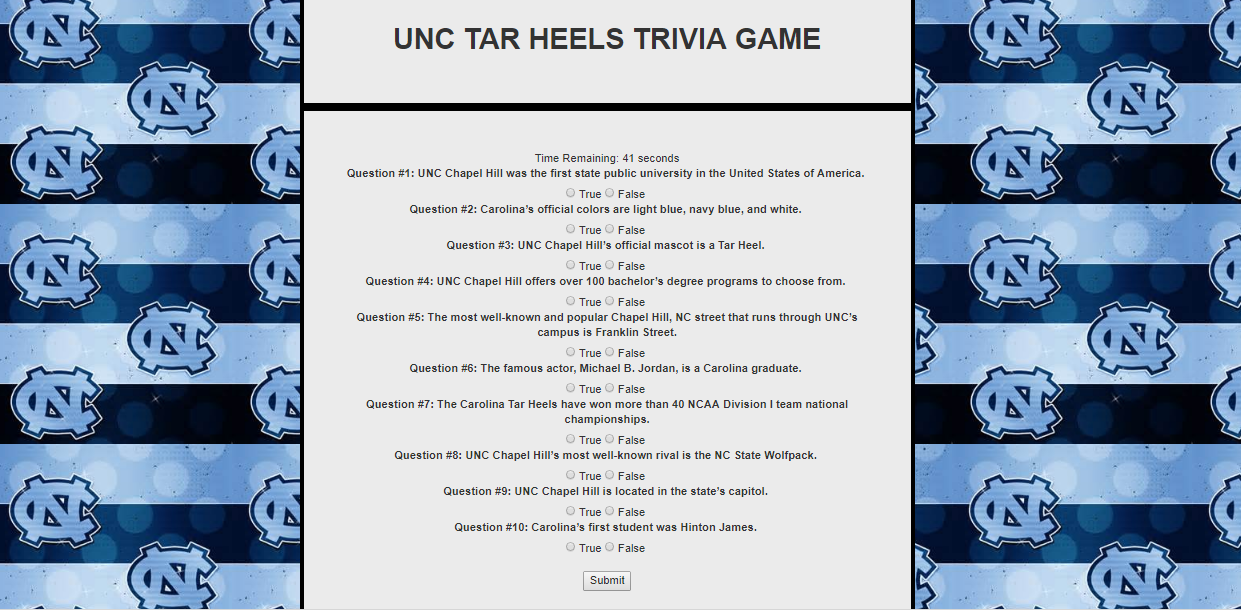 UNC TAR HEELS TRIVIA GAME
Time Remaining: 41 seconds
Question #1: UNC Chapel Hill was the first state public university in the United States of America.
True False
Question #2: Carolina’s official colors are light blue, navy blue, and white.
True False
Question #3: UNC Chapel Hill’s official mascot is a Tar Heel.
True False
Question #4: UNC Chapel Hill offers over 100 bachelor’s degree programs to choose from.
True False
Question #5: The most well-known and popular Chapel Hill, NC street that runs through UNC’s
campus is Franklin Street.
True False
Question #6: The famous actor, Michael B. Jordan, is a Carolina graduate.
True False
Question #7: The Carolina Tar Heels have won more than 40 NCAA Division I team national
championships.
True False
Question #8: UNC Chapel Hill’s most well-known rival is the NC State Wolfpack.
True False
Question #9: UNC Chapel Hill is located in the state’s capitol.
True False
Question #10: Carolina’s first student was Hinton James.
True False
Submit